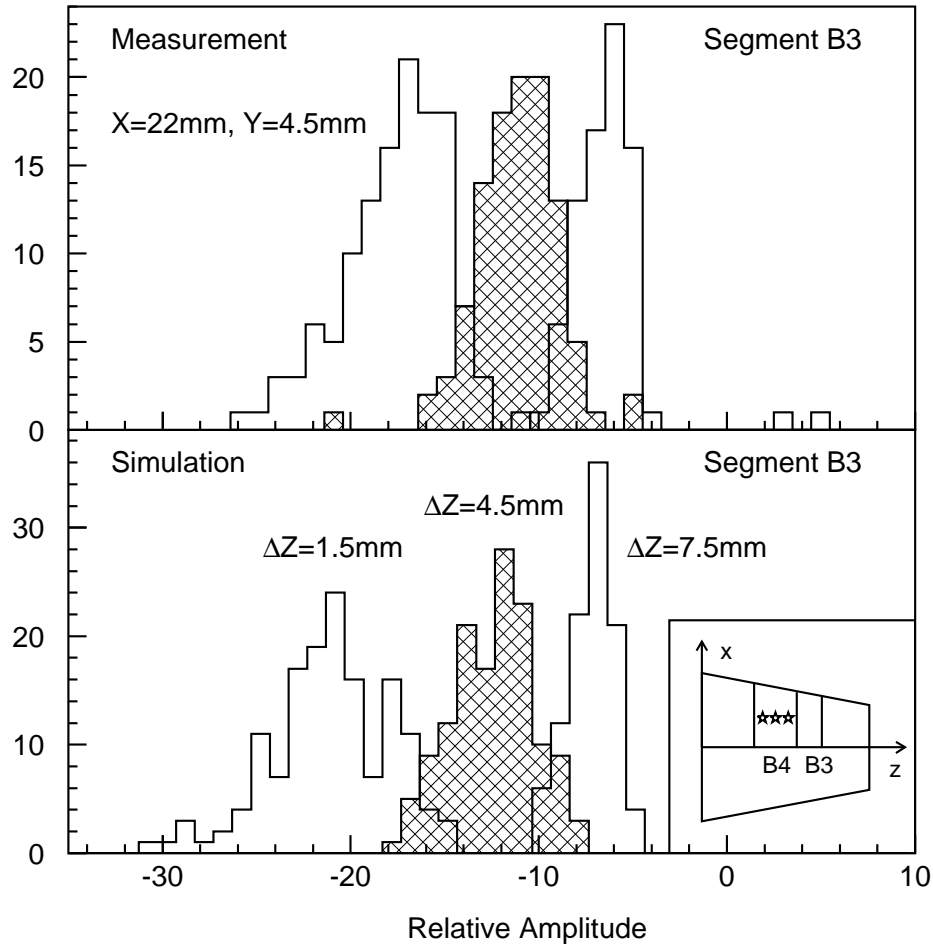 Measurement
Segment B3
X=22mm, Y=4.5mm
20
15
10
5
0
Simulation
Segment B3
ΔZ=4.5mm
ΔZ=1.5mm
ΔZ=7.5mm
30
20
10
0
x
B4
B3
z
-30
-20
-10
0
10
Relative Amplitude